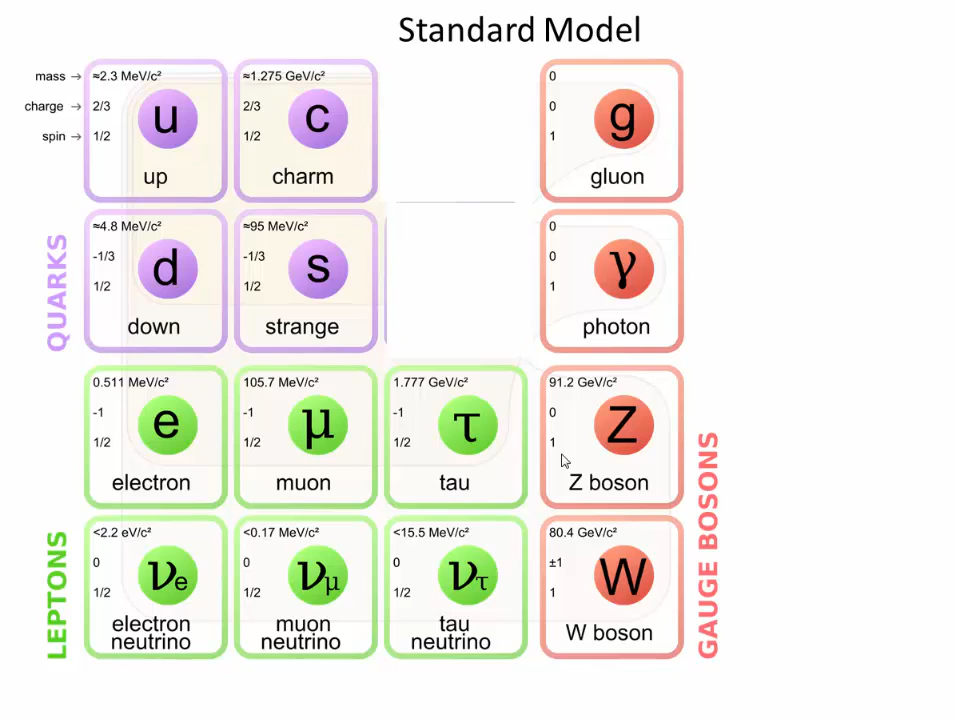 Standard Model
mass → ≈2.3 MeV/c²
charge → 2/3
spin → 1/2
u
up
≈1.275 GeV/c²
2/3
1/2
c
charm
0
0
1
g
gluon
QUARKS
≈4.8 MeV/c²
-1/3
1/2
d
down
≈95 MeV/c²
-1/3
1/2
s
strange
0
0
1
γ
photon
0.511 MeV/c²
-1
1/2
e
electron
105.7 MeV/c²
-1
1/2
μ
muon
1.777 GeV/c²
-1
1/2
τ
tau
91.2 GeV/c²
0
1
Z
Z boson
GAUGE BOSONS
LEPTONS
<2.2 eV/c²
0
1/2
νe
electron
neutrino
<0.17 MeV/c²
0
1/2
νμ
muon
neutrino
<15.5 MeV/c²
0
1/2
ντ
tau
neutrino
80.4 GeV/c²
±1
1
W
W boson